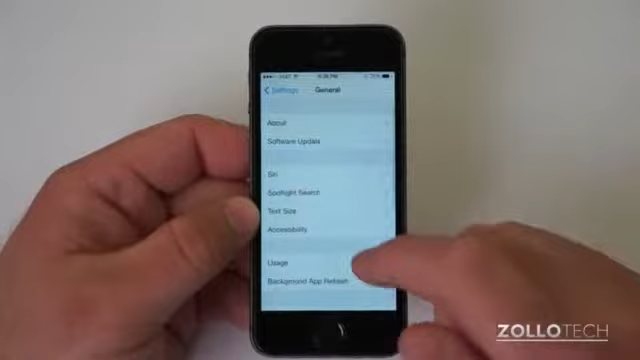 Settings General
About
Software Update
Siri
Spotlight Search
Text Size
Accessibility
Usage
Background App Refresh
ZOLLOTECH